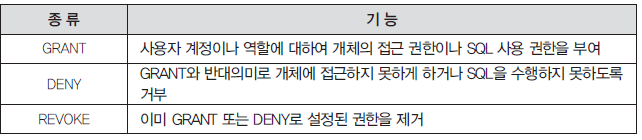 종 류 기 능
GRANT 사용자 계정이나 역할에 대하여 개체의 접근 권한이나 SQL 사용 권한을 부여
DENY GRANT와 반대의미로 개체에 접근하지 못하게 하거나 SQL을 수행하지 못하도록
거부
REVOKE 이미 GRANT 또는 DENY로 설정된 권한을 제거